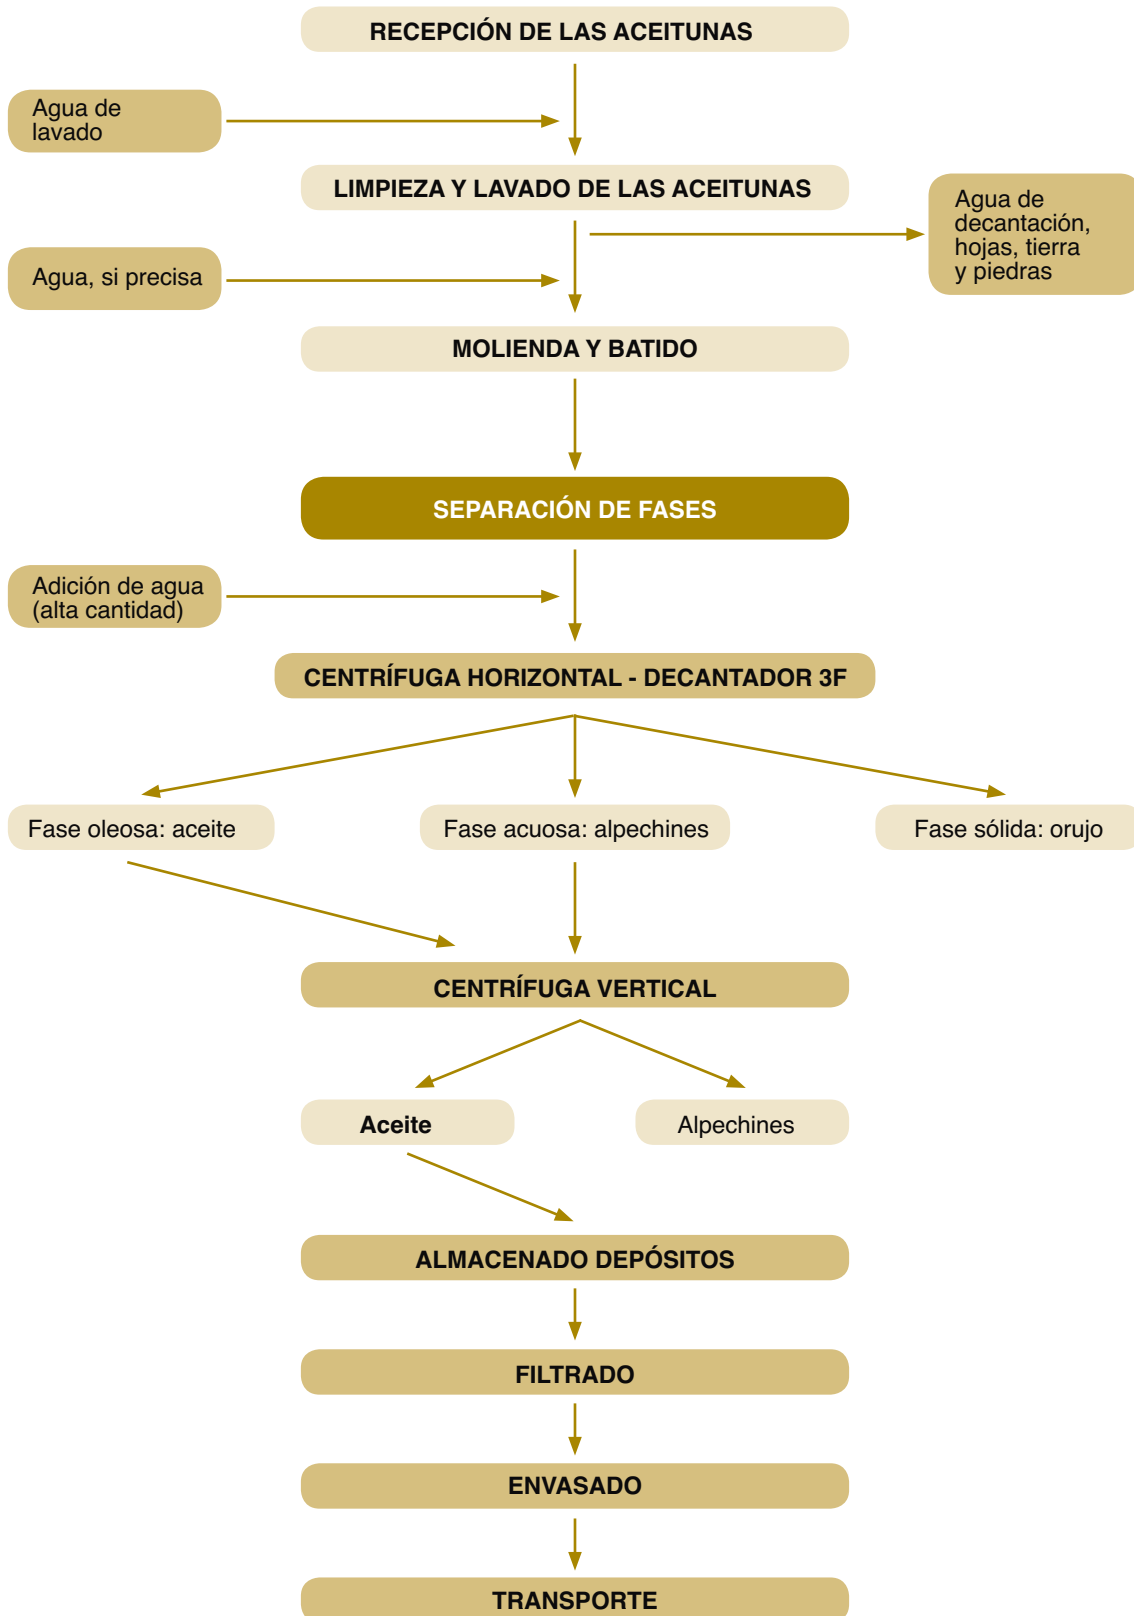 RECEPCIÓN DE LAS ACEITUNAS
Agua de
lavado
LIMPIEZA Y LAVADO DE LAS ACEITUNAS
Agua de
decantación,
hojas, tierra
y piedras
Agua, si precisa
MOLIENDA Y BATIDO
SEPARACIÓN DE FASES
Adición de agua
(alta cantidad)
CENTRÍFUGA HORIZONTAL - DECANTADOR 3F
Fase oleosa: aceite
Fase acuosa: alpechines
Fase sólida: orujo
CENTRÍFUGA VERTICAL
Aceite
Alpechines
ALMACENADO DEPÓSITOS
FILTRADO
ENVASADO
TRANSPORTE